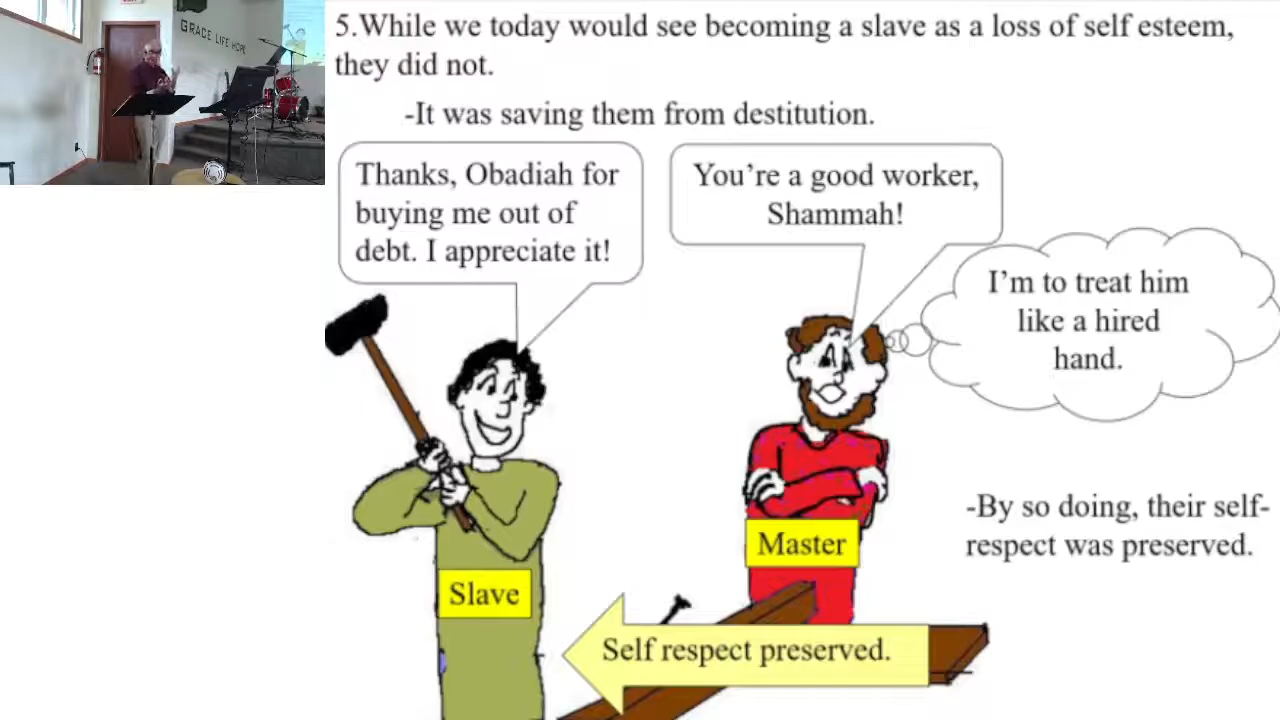 GRACE LIFE HOPE
5.While we today would see becoming a slave as a loss of self esteem,
they did not.
-It was saving them from destitution.
Thanks, Obadiah for
buying me out of
debt. I appreciate it!
You're a good worker,
Shammah!
I'm to treat him
like a hired
hand.
-By so doing, their self-
respect was preserved.
Master
Slave
Self respect preserved.